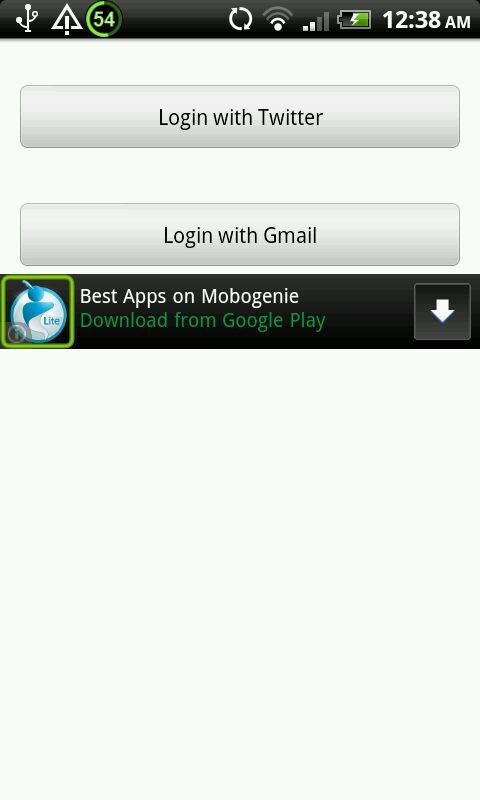 54
12:38 AM
Login with Twitter
Login with Gmail
Lite
Best Apps on Mobogenie
Download from Google Play